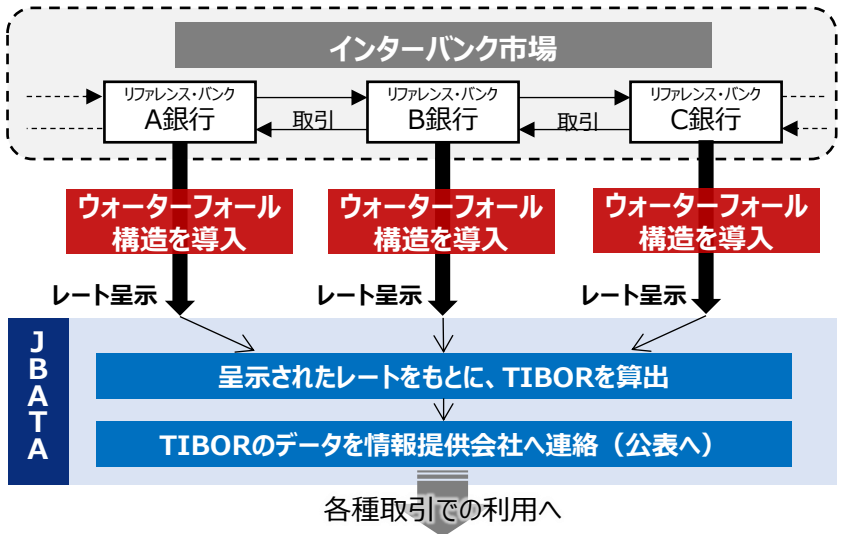 インターバンク市場
リファレンス・バンク
A銀行
取引
リファレンス・バンク
B銀行
取引
リファレンス・バンク
C銀行
ウォーターフォール
構造を導入
ウォーターフォール
構造を導入
ウォーターフォール
構造を導入
レート呈示
レート呈示
レート呈示
JBATA
呈示されたレートをもとに、TIBORを算出
TIBORのデータを情報提供会社へ連絡（公表へ）
各種取引での利用へ